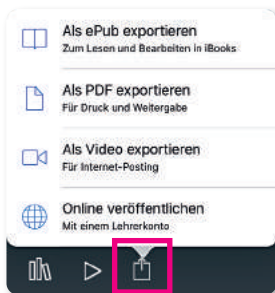 Als ePub exportieren
Zum Lesen und Bearbeiten in iBooks
Als PDF exportieren
Für Druck und Weitergabe
Als Video exportieren
Für Internet-Posting
Online veröffentlichen
Mit einem Lehrerkonto